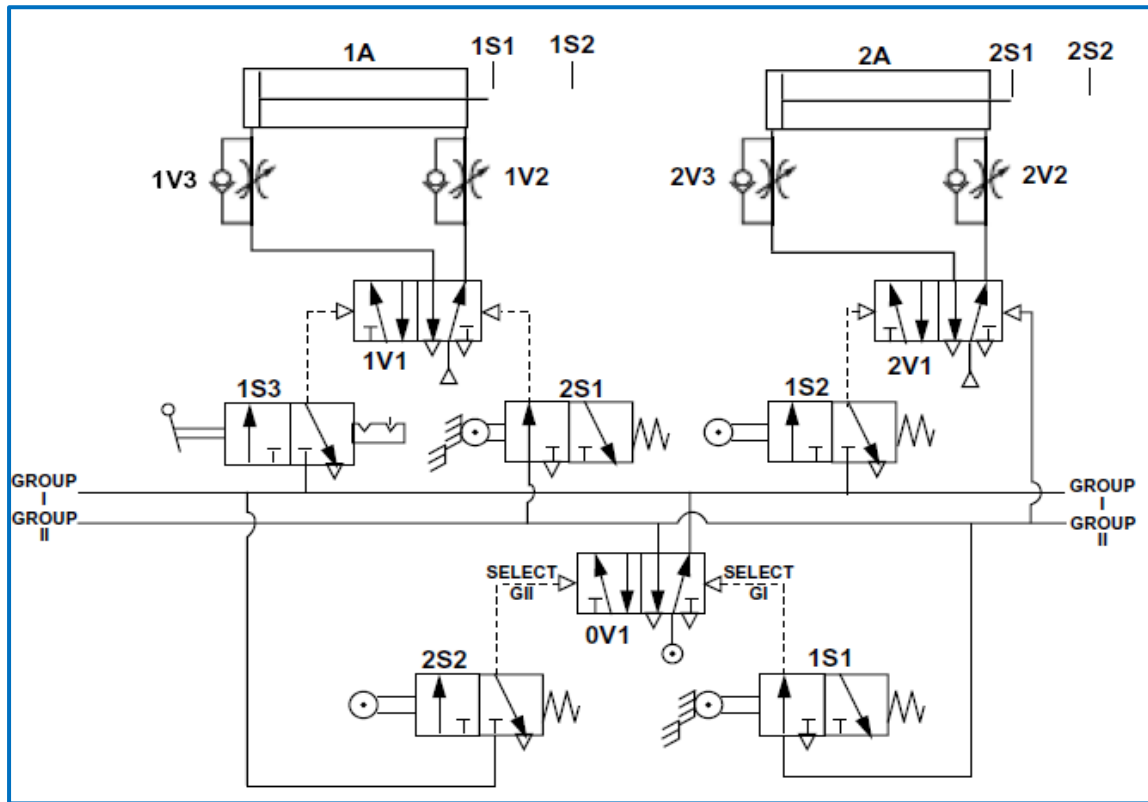 1A
1S1
1S2
2A
2S1
2S2
1V3
1V2
2V3
2V2
1V1
2V1
1S3
2S1
1S2
GROUP
I
GROUP
I
GROUP
II
GROUP
II
SELECT
GII
SELECT
GI
0V1
2S2
1S1